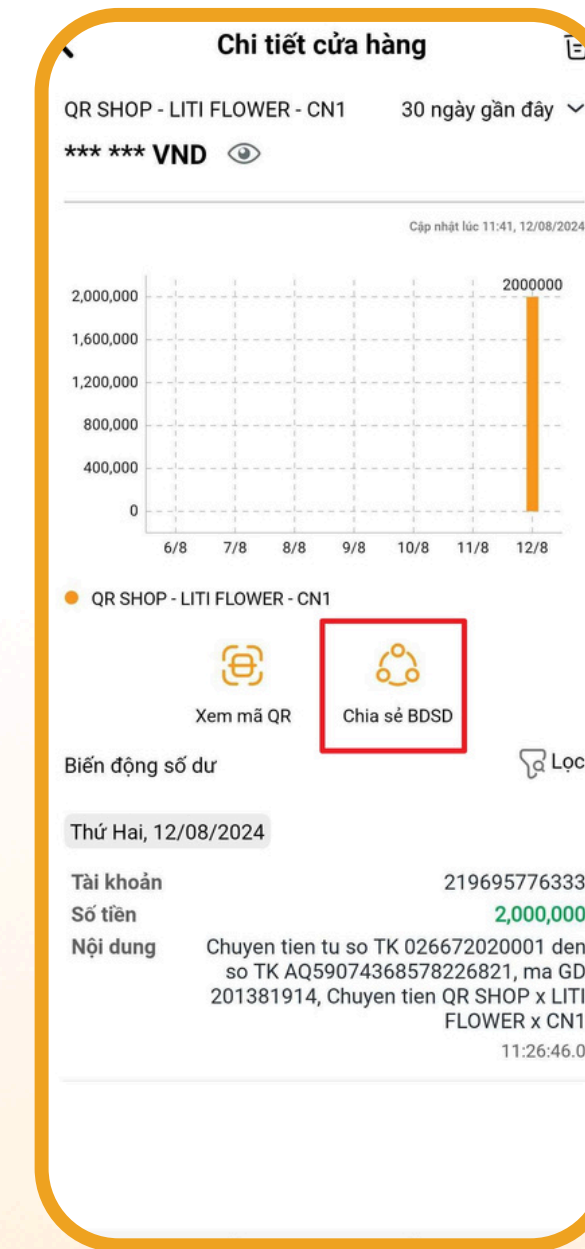 Chi tiết cửa hàng
QR SHOP - LITI FLOWER - CN1 30 ngày gần đây
*** *** VND
Cập nhật lúc 11:41, 12/08/2024
2000000
2,000,000
1,600,000
1,200,000
800,000
400,000
0
6/8 7/8 8/8 9/8 10/8 11/8 12/8
QR SHOP - LITI FLOWER - CN1
Xem mã QR Chia sẻ BDSD
Biến động số dư Lọc
Thứ Hai, 12/08/2024
Tài khoản 219695776333
Số tiền 2,000,000
Nội dung Chuyen tien tu so TK 026672020001 den
so TK AQ59074368578226821, ma GD
201381914, Chuyen tien QR SHOP x LITI
FLOWER x CN1
11:26:46.0